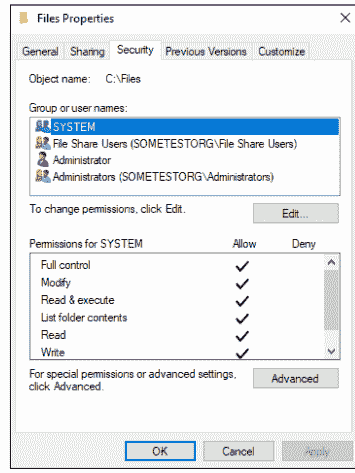 Files Properties
General Sharing Security Previous Versions Customize
Object name: C:\Files
Group or user names:
SYSTEM
File Share Users (SOMETESTORG\File Share Users)
Administrator
Administrators (SOMETESTORG\Administrators)
To change permissions, click Edit.
Edit...
Permissions for SYSTEM Allow Deny
Full control
Modify
Read & execute
List folder contents
Read
Write
For special permissions or advanced settings,
click Advanced.
Advanced
OK Cancel Apply